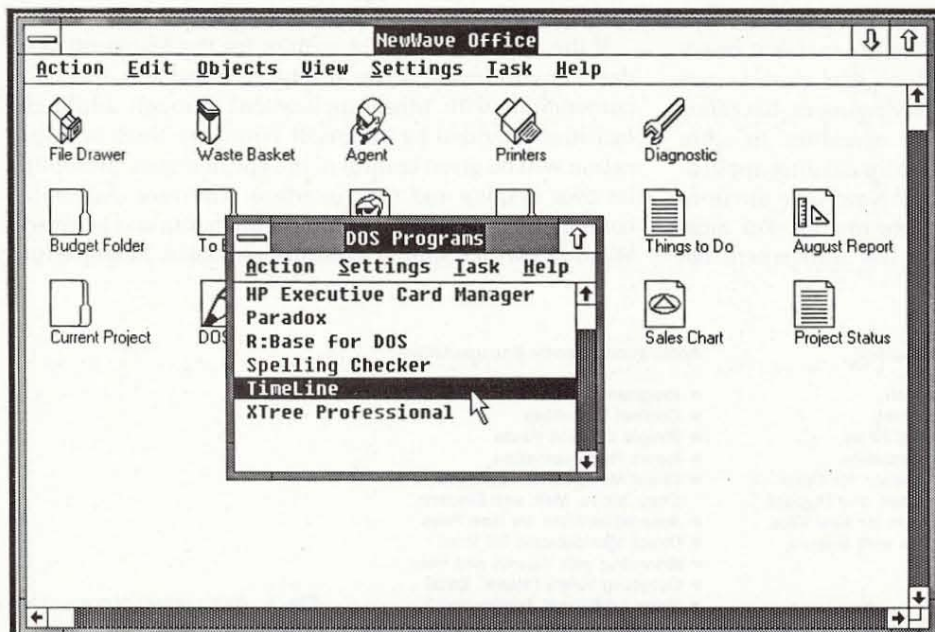 NewWave Office
Action Edit Objects View Settings Task Help
File Drawer Waste Basket Agent Printers Diagnostic
Budget Folder To Things to Do August Report
Current Project DOS Sales Chart Project Status
DOS Programs
Action Settings Task Help
HP Executive Card Manager
Paradox
R:Base for DOS
Spelling Checker
TimeLine
XTree Professional